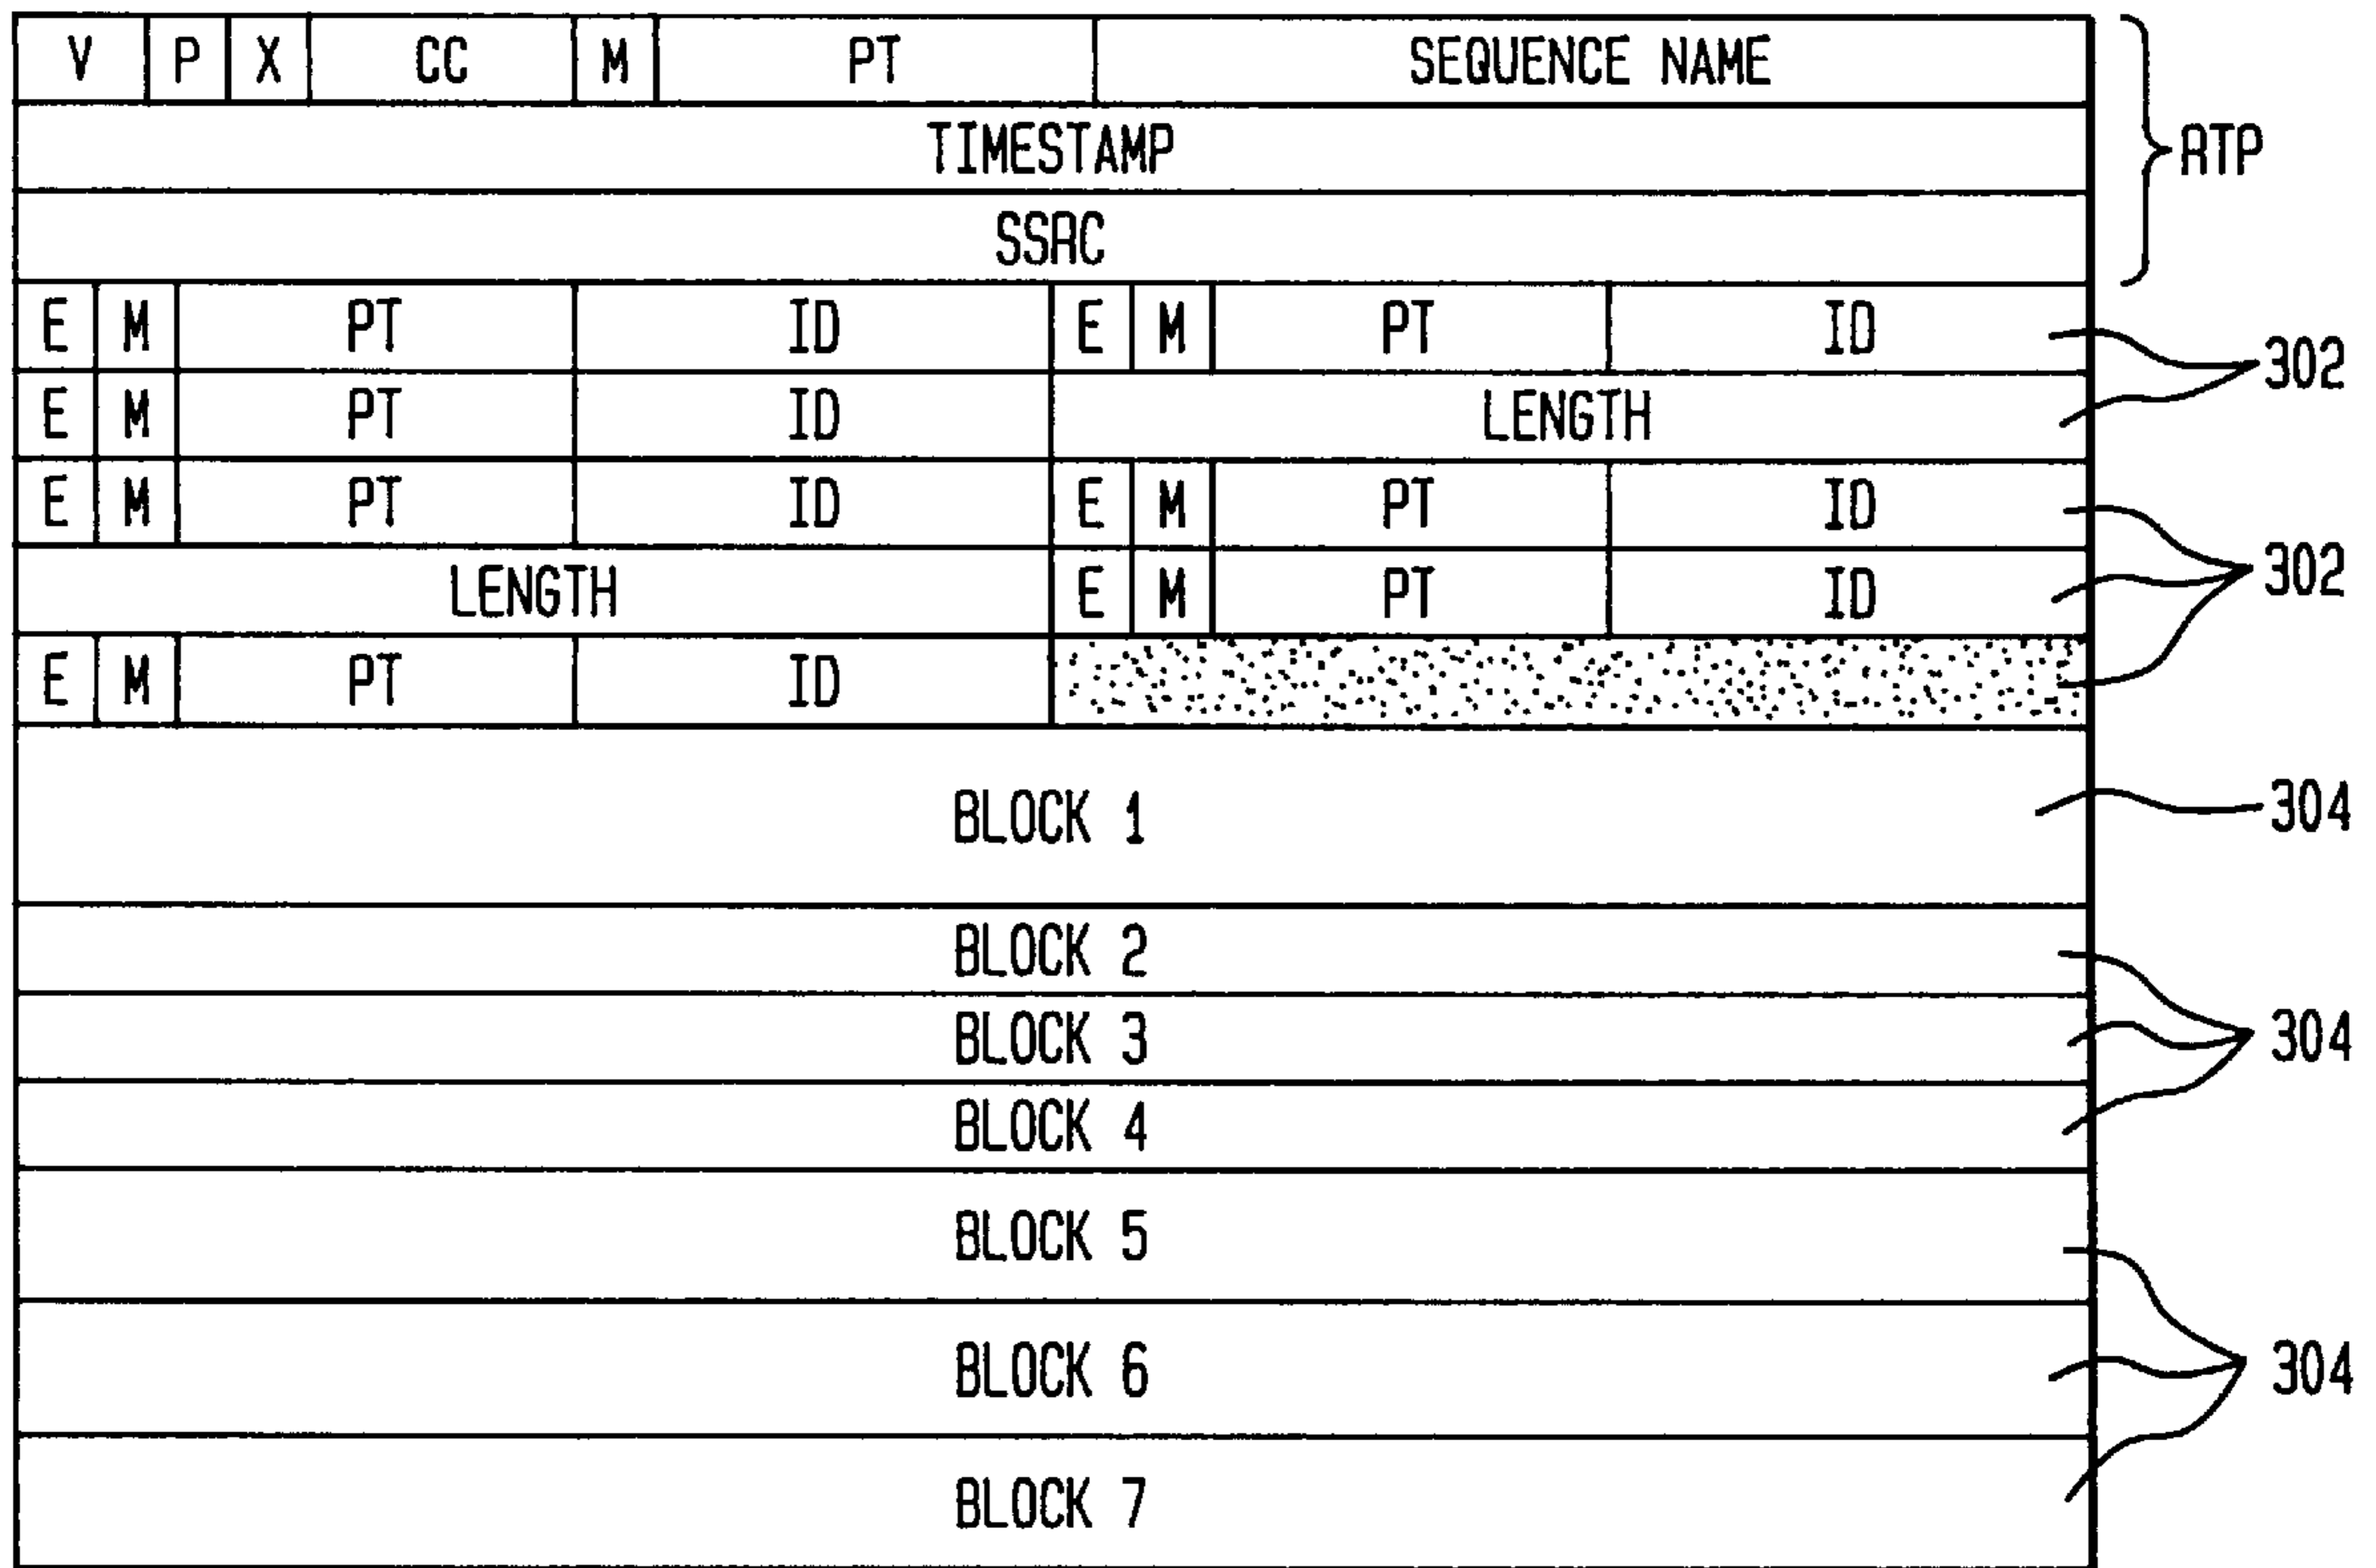 V P X CC M PT SEQUENCE NAME
TIMESTAMP
RTP
SSRC
E M PT ID E M PT ID
302
E M PT ID LENGTH
E M PT ID E M PT ID
302
LENGTH E M PT ID
E M PT ID
BLOCK 1
304
BLOCK 2
BLOCK 3
304
BLOCK 4
BLOCK 5
BLOCK 6
304
BLOCK 7